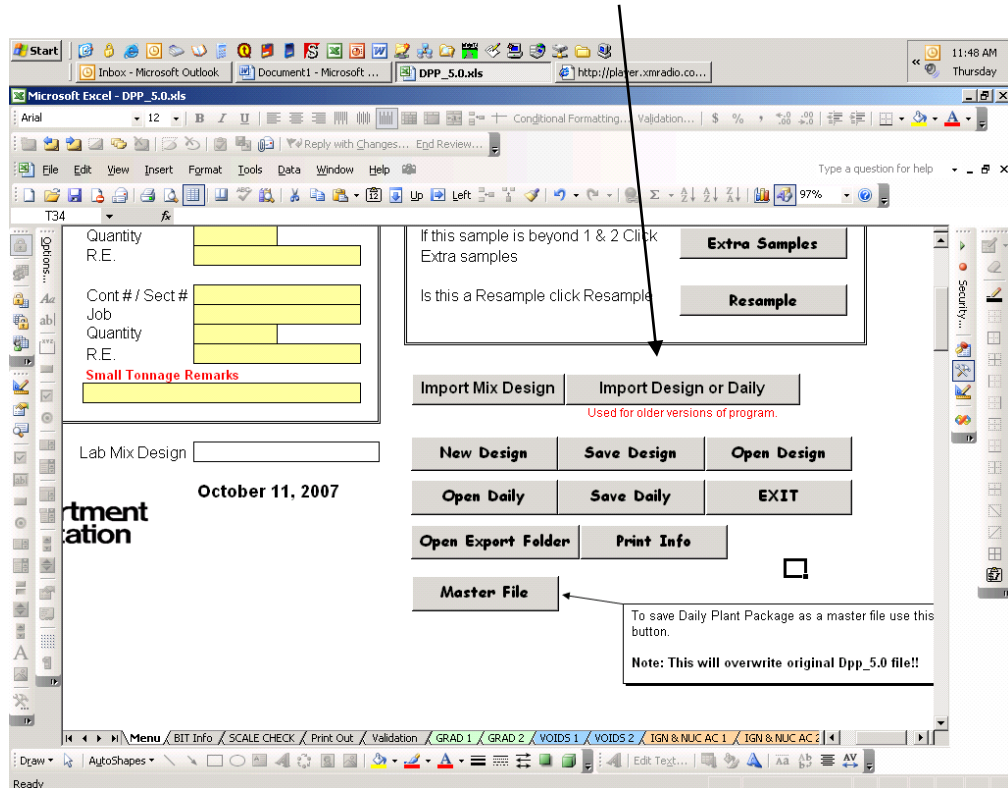 Start
11:48 AM
Inbox - Microsoft Outlook
Document1 - Microsoft ...
DPP_5.0.xls
http://player.xmradio.co...
Thursday
Microsoft Excel - DPP_5.0.xls
Arial 12 B I U Conditional Formatting... Validation... $ % ,
Reply with Changes... End Review...
File Edit View Insert Format Tools Data Window Help
Type a question for help
Up Left 97%
T34 fx
Options...
Security...
Quantity
R.E.
Cont # / Sect #
Job
Quantity
R.E.
Small Tonnage Remarks
Lab Mix Design
October 11, 2007
rtment
ation
If this sample is beyond 1 & 2 Click
Extra samples
Extra Samples
Is this a Resample click Resample
Resample
Import Mix Design
Import Design or Daily
Used for older versions of program.
New Design
Save Design
Open Design
Open Daily
Save Daily
EXIT
Open Export Folder
Print Info
Master File
To save Daily Plant Package as a master file use this
button.
Note: This will overwrite original Dpp_5.0 file!!
Menu / BIT Info / SCALE CHECK / Print Out / Validation / GRAD 1 / GRAD 2 / VOIDS 1 / VOIDS 2 / IGN & NUC AC 1 / IGN & NUC AC 2
Draw AutoShapes Edit Text...
Ready